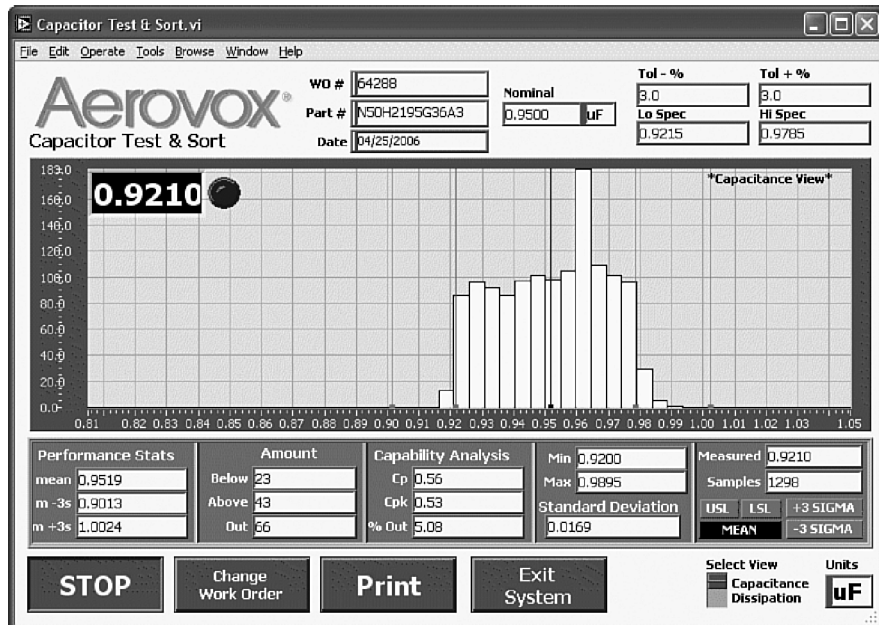 Capacitor Test & Sort.vi
File Edit Operate Tools Browse Window Help
Aerovox®
Capacitor Test & Sort
WO # 64288
Part # N50H2195G36A3
Date 04/25/2006
Nominal
0.9500 uF
Tol - % Tol + %
3.0 3.0
Lo Spec Hi Spec
0.9215 0.9785
0.9210
*Capacitance View*
183.0
160.0
140.0
120.0
100.0
80.0
60.0
40.0
20.0
0.0
0.81 0.82 0.83 0.84 0.85 0.86 0.87 0.88 0.89 0.90 0.91 0.92 0.93 0.94 0.95 0.96 0.97 0.98 0.99 1.00 1.01 1.02 1.03 1.05
Performance Stats
mean 0.9519
m -3s 0.9013
m +3s 1.0024
Amount
Below 23
Above 43
Out 66
Capability Analysis
Cp 0.56
Cpk 0.53
% Out 5.08
Min 0.9200
Max 0.9895
Standard Deviation
0.0169
Measured 0.9210
Samples 1298
USL LSL +3 SIGMA
MEAN -3 SIGMA
STOP
Change
Work Order
Print
Exit
System
Select View
Capacitance
Dissipation
Units
uF